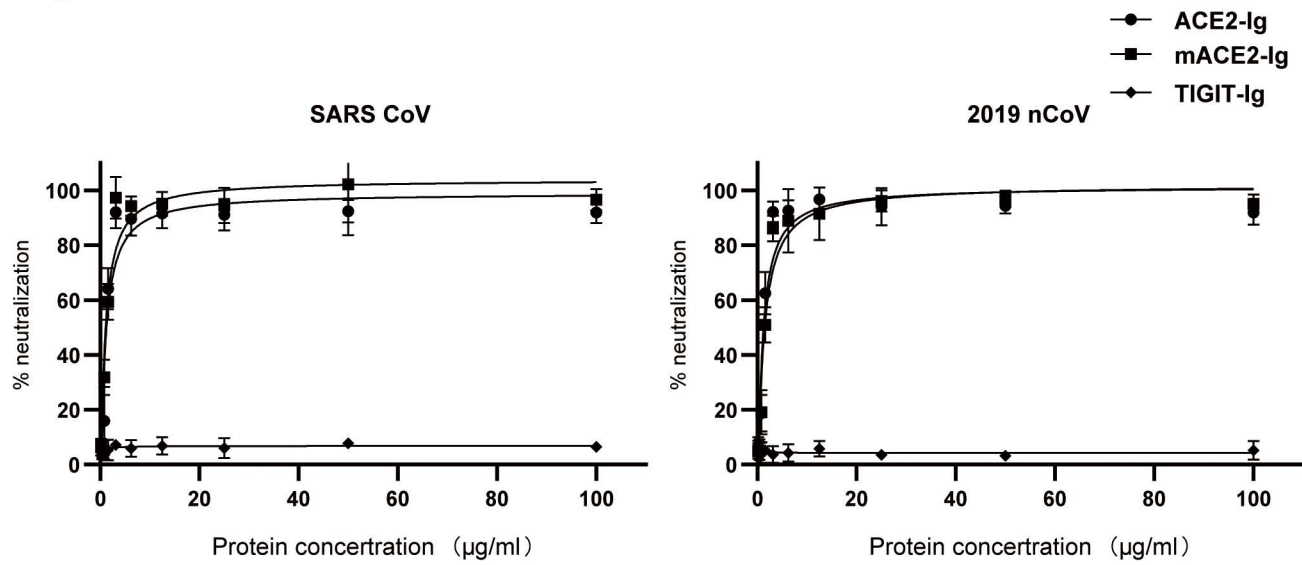 ACE2-Ig
mACE2-Ig
TIGIT-Ig
SARS CoV
% neutralization
100
80
60
40
20
0
0 20 40 60 80 100
Protein concertration （μg/ml）
2019 nCoV
% neutralization
100
80
60
40
20
0
0 20 40 60 80 100
Protein concertration （μg/ml）